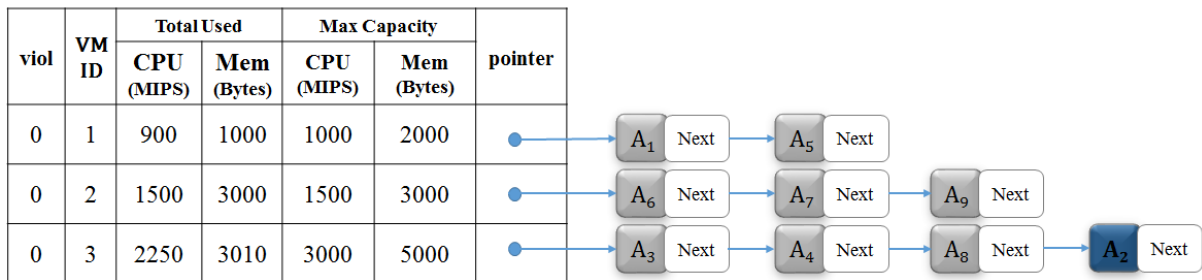 viol VM ID Total Used Max Capacity pointer
CPU (MIPS) Mem (Bytes) CPU (MIPS) Mem (Bytes)
0 1 900 1000 1000 2000 A1 Next A5 Next
0 2 1500 3000 1500 3000 A6 Next A7 Next A9 Next
0 3 2250 3010 3000 5000 A3 Next A4 Next A8 Next A2 Next